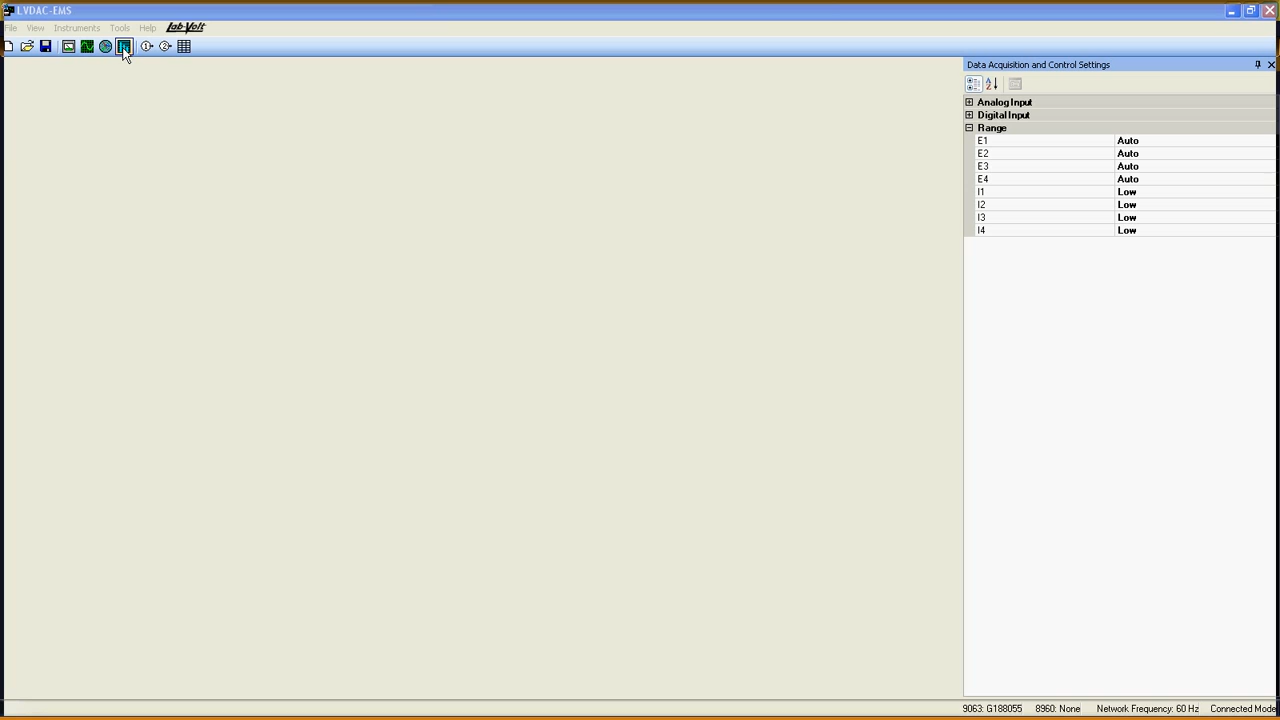 LVDAC-EMS
File View Instruments Tools Help Lab-Volt
1 2
Data Acquisition and Control Settings
A Z
Analog Input
Digital Input
Range
E1 Auto
E2 Auto
E3 Auto
E4 Auto
I1 Low
I2 Low
I3 Low
I4 Low
9063: G188055 8960: None Network Frequency: 60 Hz Connected Mode